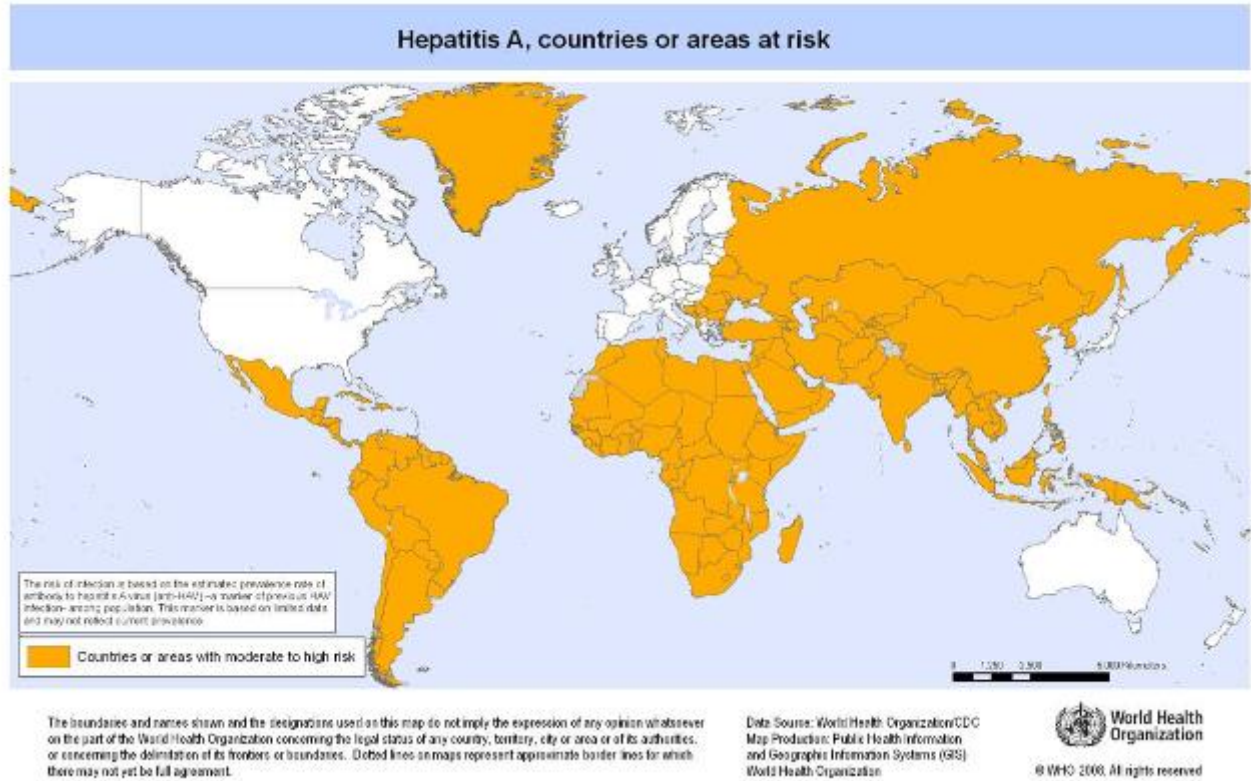 Hepatitis A, countries or areas at risk
The risk of infection is based on the estimated prevalence rate of
antibody to hepatitis A virus (anti-HAV) -a marker of previous HAV
infection- among population. This marker is based on limited data
and may not reflect current prevalence
Countries or areas with moderate to high risk
0
Kilometers
The boundaries and names shown and the designations used on this map do not imply the expression of any opinion whatsoever
on the part of the World Health Organization concerning the legal status of any country, territory, city or area or of its authorities,
or concerning the delimitation of its frontiers or boundaries. Dotted lines on maps represent approximate border lines for which
there may not yet be full agreement.
Data Source: World Health Organization/CDC
Map Production: Public Health Information
and Geographic Information Systems (GIS)
World Health Organization
World Health
Organization
© WHO 2008. All rights reserved